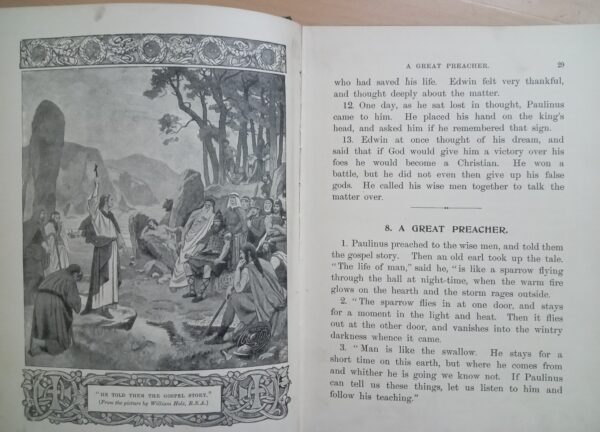 "HE TOLD THEM THE GOSPEL STORY."
(From the picture by William Hole, R.S.A.)
A GREAT PREACHER. 29
who had saved his life. Edwin felt very thankful,
and thought deeply about the matter.
12. One day, as he sat lost in thought, Paulinus
came to him. He placed his hand on the king's
head, and asked him if he remembered that sign.
13. Edwin at once thought of his dream, and
said that if God would give him a victory over his
foes he would become a Christian. He won a
battle, but he did not even then give up his false
gods. He called his wise men together to talk the
matter over.
8. A GREAT PREACHER.
1. Paulinus preached to the wise men, and told them
the gospel story. Then an old earl took up the tale.
"The life of man," said he, "is like a sparrow flying
through the hall at night-time, when the warm fire
glows on the hearth and the storm rages outside.
2. "The sparrow flies in at one door, and stays
for a moment in the light and heat. Then it flies
out at the other door, and vanishes into the wintry
darkness whence it came.
3. "Man is like the swallow. He stays for a
short time on this earth, but where he comes from
and whither he is going we know not. If Paulinus
can tell us these things, let us listen to him and
follow his teaching."